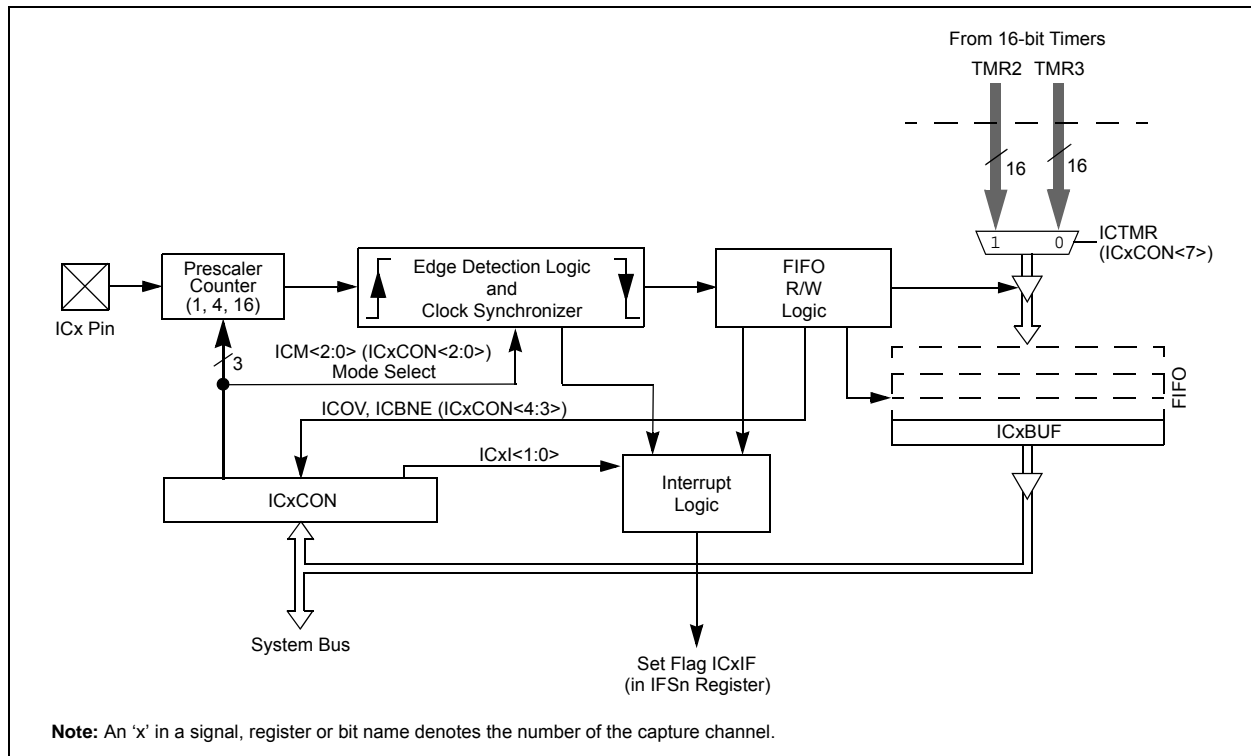 From 16-bit Timers
TMR2 TMR3
16 16
1 0
ICTMR
(ICxCON<7>)
Prescaler
Counter
(1, 4, 16)
Edge Detection Logic
and
Clock Synchronizer
FIFO
R/W
Logic
ICx Pin
3
ICM<2:0> (ICxCON<2:0>)
Mode Select
FIFO
ICOV, ICBNE (ICxCON<4:3>)
ICxBUF
ICxI<1:0>
Interrupt
Logic
ICxCON
System Bus
Set Flag ICxIF
(in IFSn Register)
Note: An ‘x’ in a signal, register or bit name denotes the number of the capture channel.